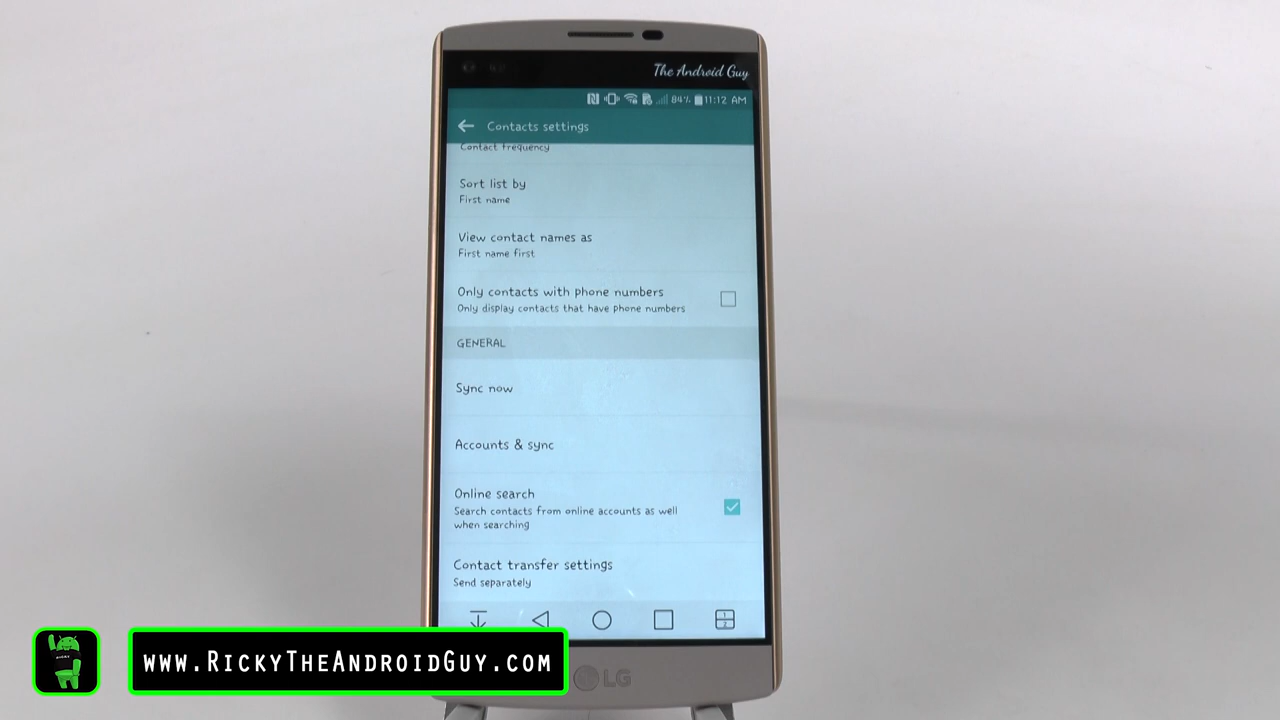 The Android Guy
84% 11:12 AM
Contacts settings
Contact frequency
Sort list by
First name
View contact names as
First name first
Only contacts with phone numbers
Only display contacts that have phone numbers
GENERAL
Sync now
Accounts & sync
Online search
Search contacts from online accounts as well
when searching
Contact transfer settings
Send separately
1
2
www.RickyTheAndroidGuy.com
LG